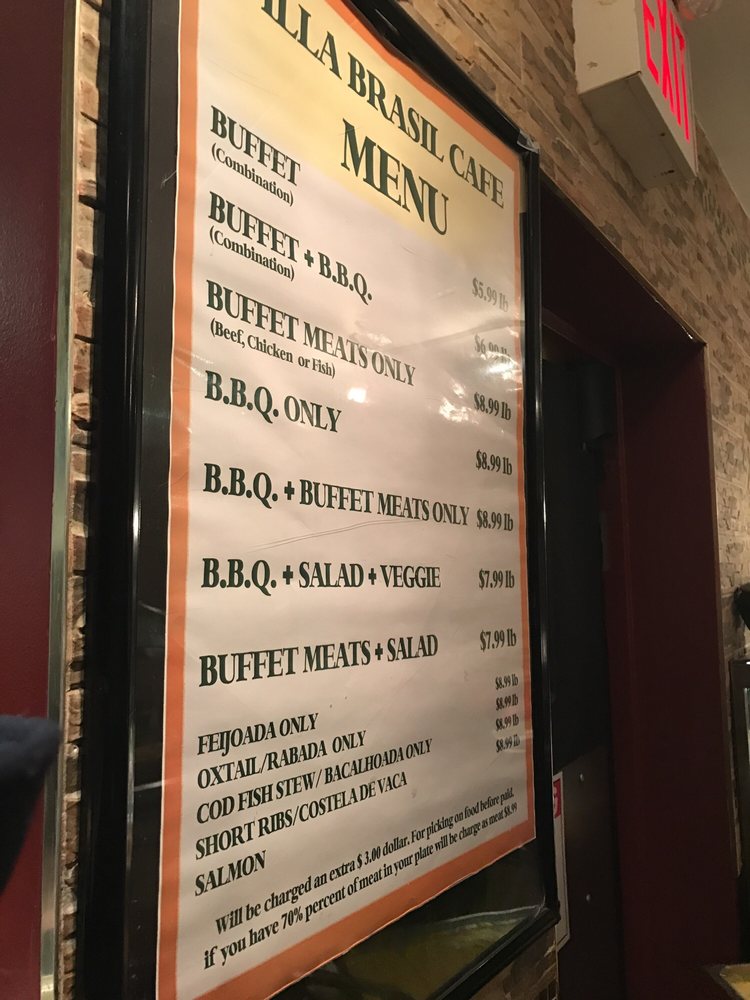 ILLA BRASIL CAFE
MENU
BUFFET $5.99 lb
(Combination)
BUFFET + B.B.Q. $6.99 lb
(Combination)
BUFFET MEATS ONLY $8.99 lb
(Beef, Chicken or Fish)
B.B.Q. ONLY $8.99 lb
B.B.Q. + BUFFET MEATS ONLY $8.99 lb
B.B.Q. + SALAD + VEGGIE $7.99 lb
BUFFET MEATS + SALAD $7.99 lb
FEIJOADA ONLY $8.99 lb
OXTAIL/RABADA ONLY $8.99 lb
COD FISH STEW/ BACALHOADA ONLY $8.99 lb
SHORT RIBS/COSTELA DE VACA $8.99 lb
SALMON
Will be charged an extra $ 3.00 dollar. For picking on food before paid.
if you have 70% percent of meat in your plate will be charge as meat $8.99
EXIT